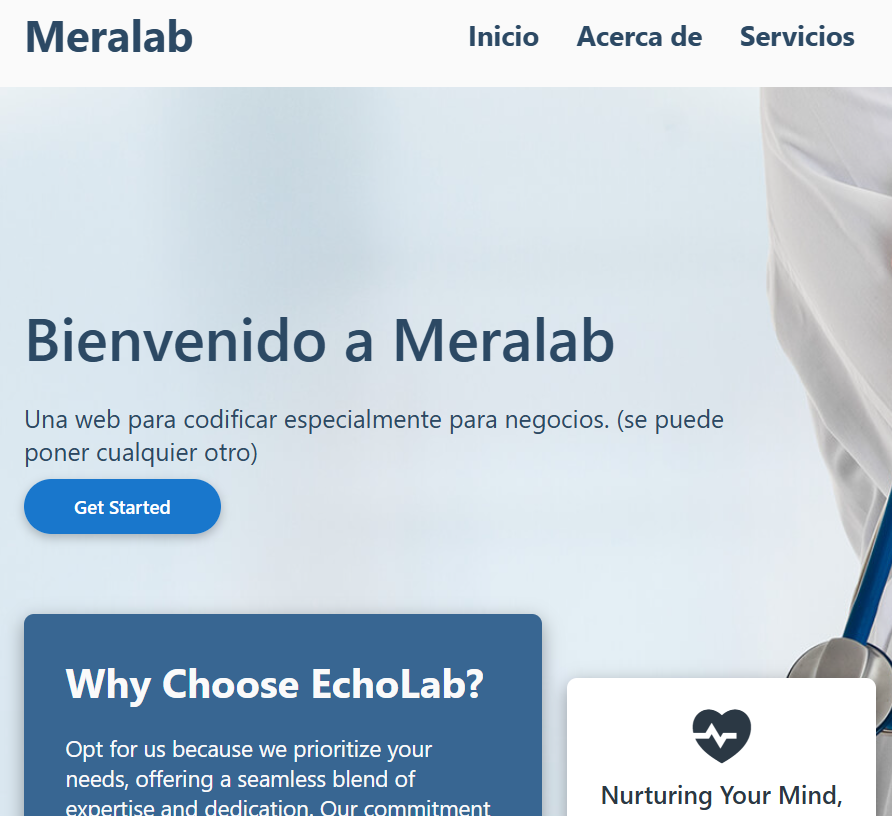 Meralab
Inicio
Acerca de
Servicios
Bienvenido a Meralab
Una web para codificar especialmente para negocios. (se puede
poner cualquier otro)
Get Started
Why Choose EchoLab?
Opt for us because we prioritize your
needs, offering a seamless blend of
expertise and dedication. Our commitment
Nurturing Your Mind,